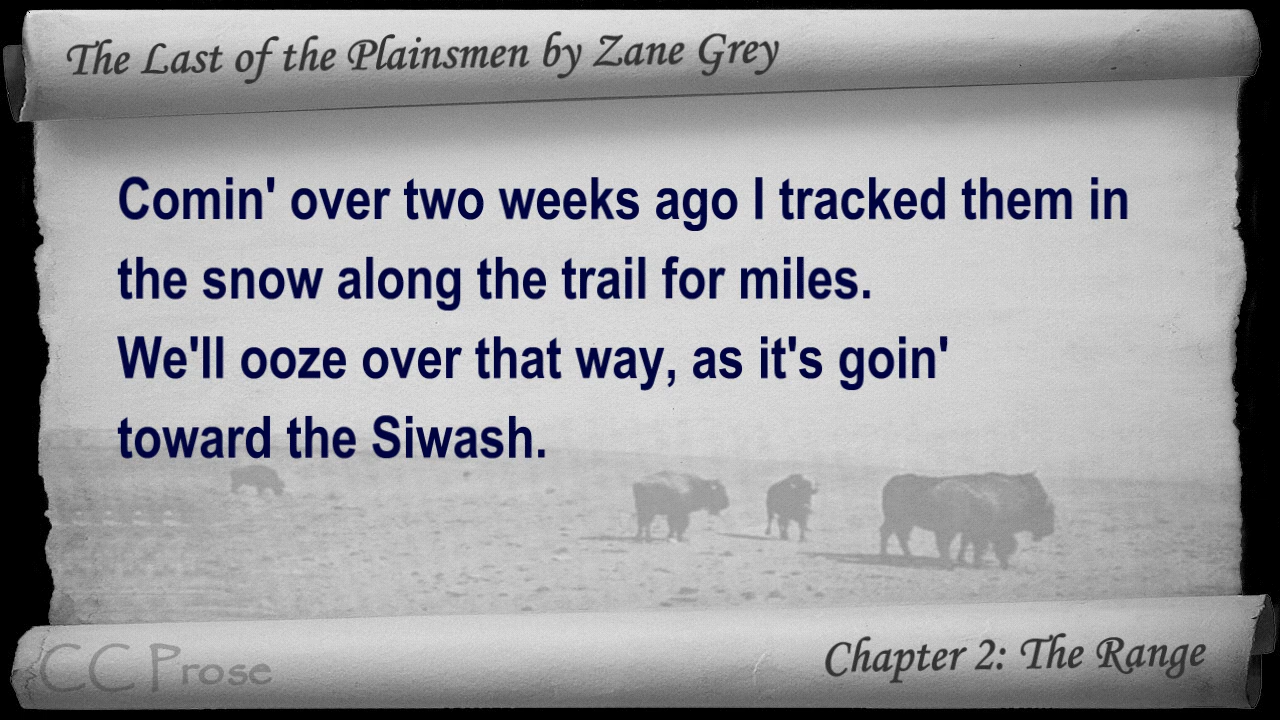 The Last of the Plainsmen by Zane Grey
Comin' over two weeks ago I tracked them in
the snow along the trail for miles.
We'll ooze over that way, as it's goin'
toward the Siwash.
CC Prose
Chapter 2: The Range